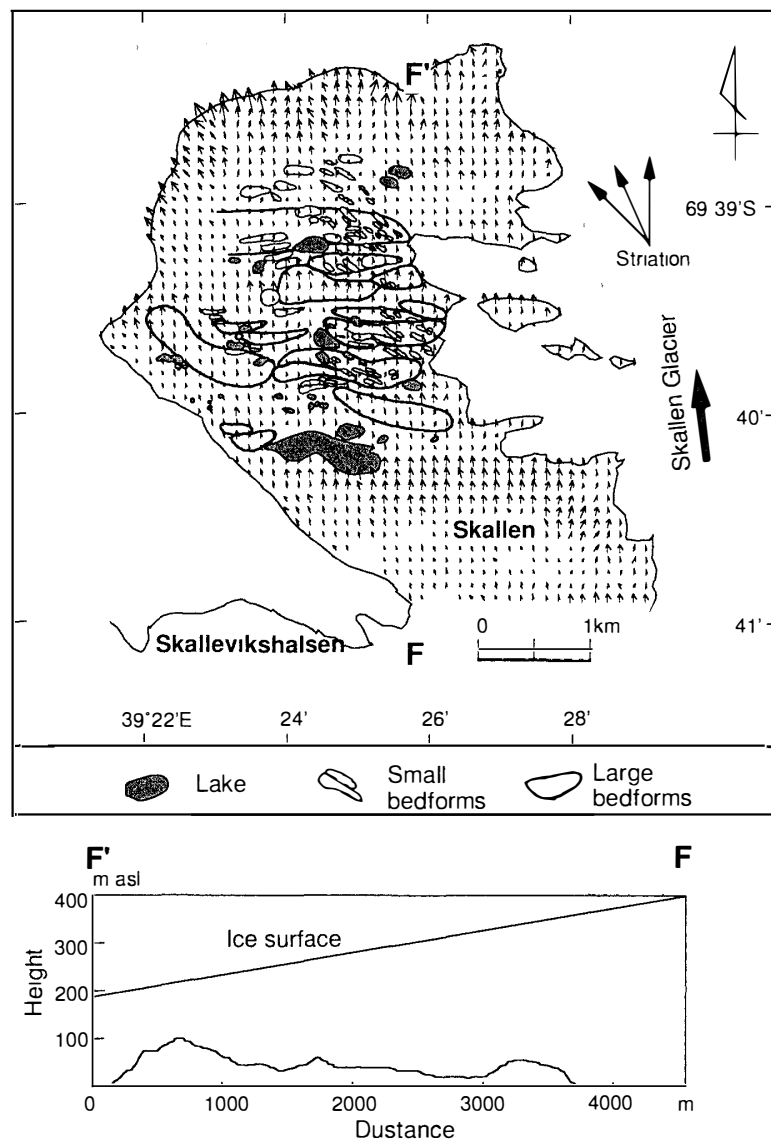 F'
69 39'S
Striation
Skallen Glacier
40'
Skallen
0 1km
Skallevikshalsen
F
41'
39°22'E 24' 26' 28'
Lake
Small
bedforms
Large
bedforms
F' F
m asl
400
300
200
100
Ice surface
Height
0 1000 2000 3000 4000 m
Dustance